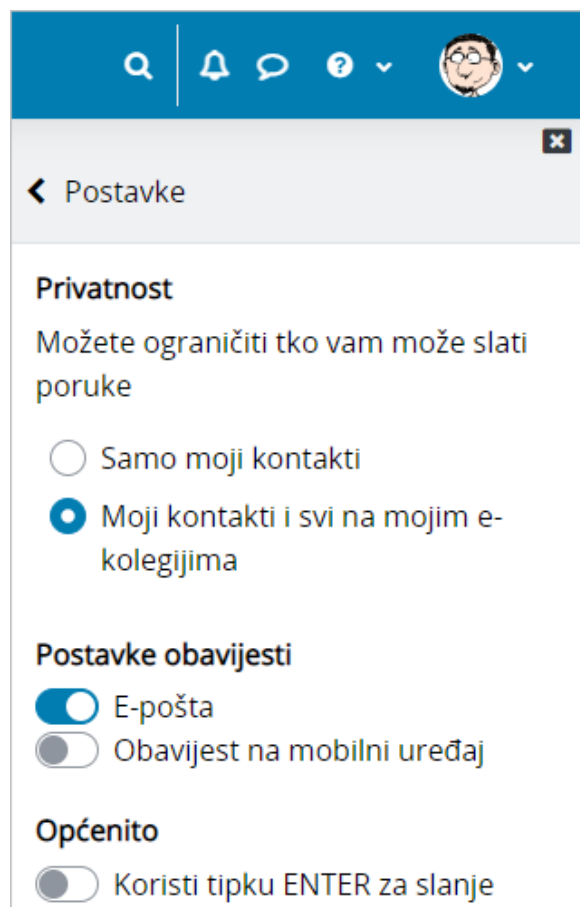 Postavke
Privatnost
Možete ograničiti tko vam može slati
poruke
Samo moji kontakti
Moji kontakti i svi na mojim e-
kolegijima
Postavke obavijesti
E-pošta
Obavijest na mobilni uređaj
Općenito
Koristi tipku ENTER za slanje